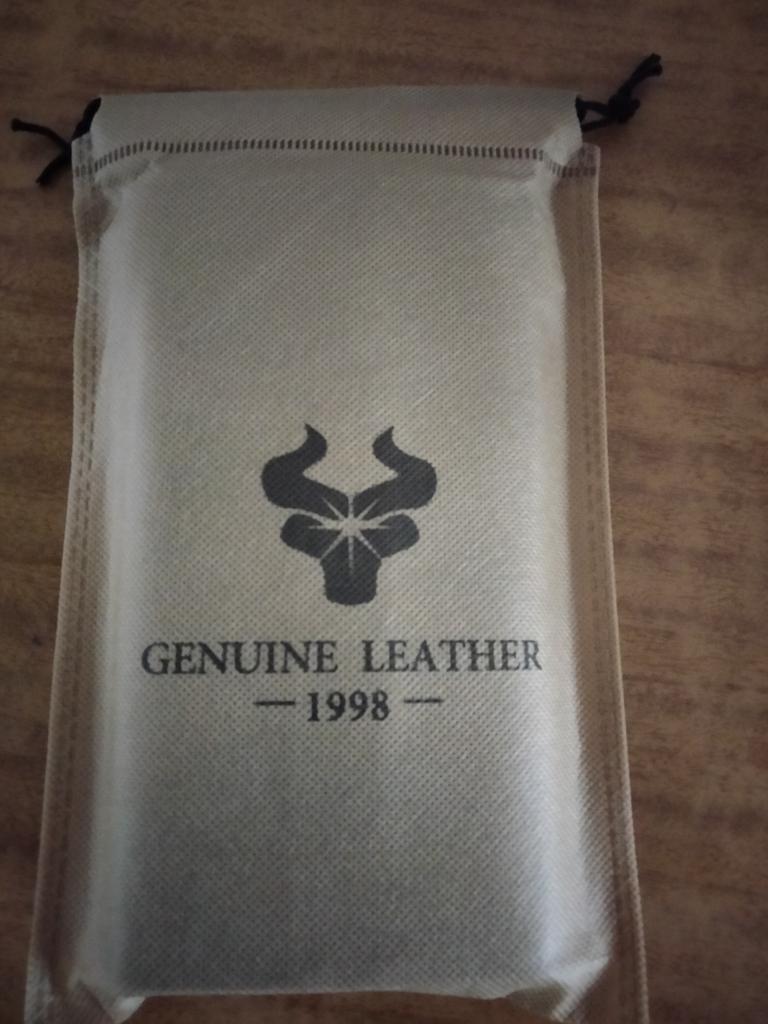 GENUINE LEATHER
— 1998 —